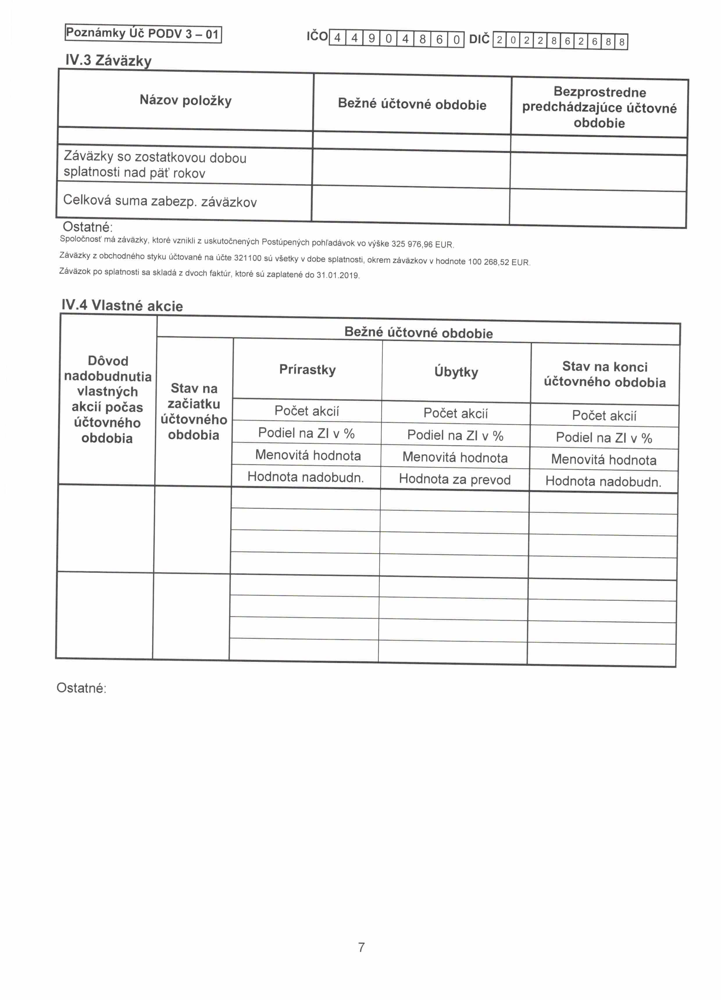 Poznámky Úč PODV 3 – 01 IČO 4 4 9 0 4 8 6 0 DIČ 2 0 2 2 8 6 2 6 8 8
IV.3 Záväzky
Názov položky
Bežné účtovné obdobie
Bezprostredne
predchádzajúce účtovné
obdobie
Záväzky so zostatkovou dobou
splatnosti nad päť rokov
Celková suma zabezp. záväzkov
Ostatné:
Spoločnosť má záväzky, ktoré vznikli z uskutočnených Postúpených pohľadávok vo výške 325 976,96 EUR.
Záväzky z obchodného styku účtované na účte 321100 sú všetky v dobe splatnosti, okrem záväzkov v hodnote 100 268,52 EUR.
Záväzok po splatnosti sa skladá z dvoch faktúr, ktoré sú zaplatené do 31.01.2019.
IV.4 Vlastné akcie
Dôvod
nadobudnutia
vlastných
akcií počas
účtovného
obdobia
Bežné účtovné obdobie
Stav na
začiatku
účtovného
obdobia
Prírastky
Úbytky
Stav na konci
účtovného obdobia
Počet akcií Počet akcií Počet akcií
Podiel na ZI v % Podiel na ZI v % Podiel na ZI v %
Menovitá hodnota Menovitá hodnota Menovitá hodnota
Hodnota nadobudn. Hodnota za prevod Hodnota nadobudn.
Ostatné:
7